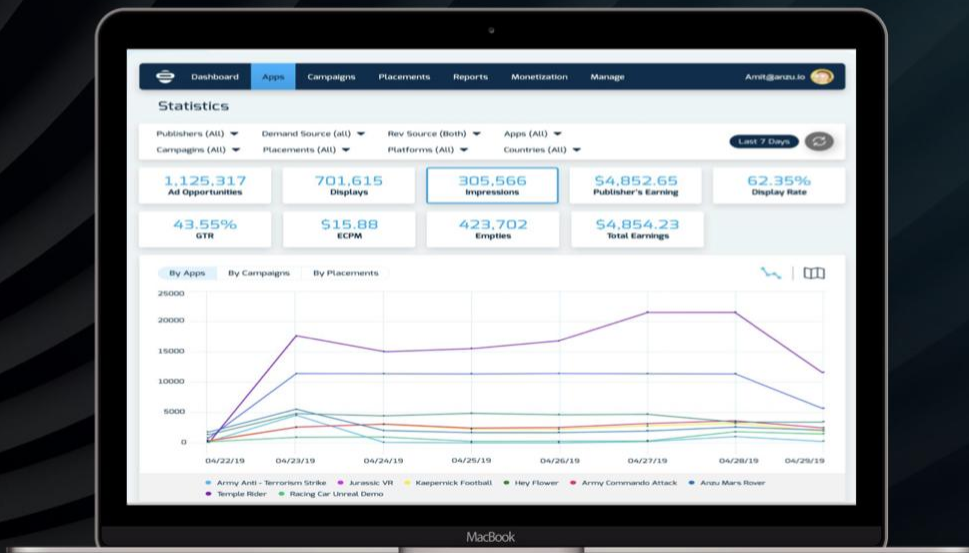 Dashboard Apps Campaigns Placements Reports Monetization Manage Amit@anzu.io
Statistics
Publishers (All) Demand Source (all) Rev Source (Both) Apps (All)
Campagins (All) Placements (All) Platforms (All) Countries (All)
Last 7 Days
1,125,317 701,615 305,566 $4,852.65 62.35%
Ad Opportunities Displays Impressions Publisher's Earning Display Rate
43.55% $15.88 423,702 $4,854.23
GTR ECPM Empties Total Earnings
By Apps By Campaigns By Placements
25000
20000
15000
10000
5000
0
04/22/19 04/23/19 04/24/19 04/25/19 04/26/19 04/27/19 04/28/19 04/29/19
Army Anti - Terrorism Strike Jurassic VR Kaepernick Football Hey Flower Army Commando Attack Anzu Mars Rover
Temple Rider Racing Car Unreal Demo
MacBook